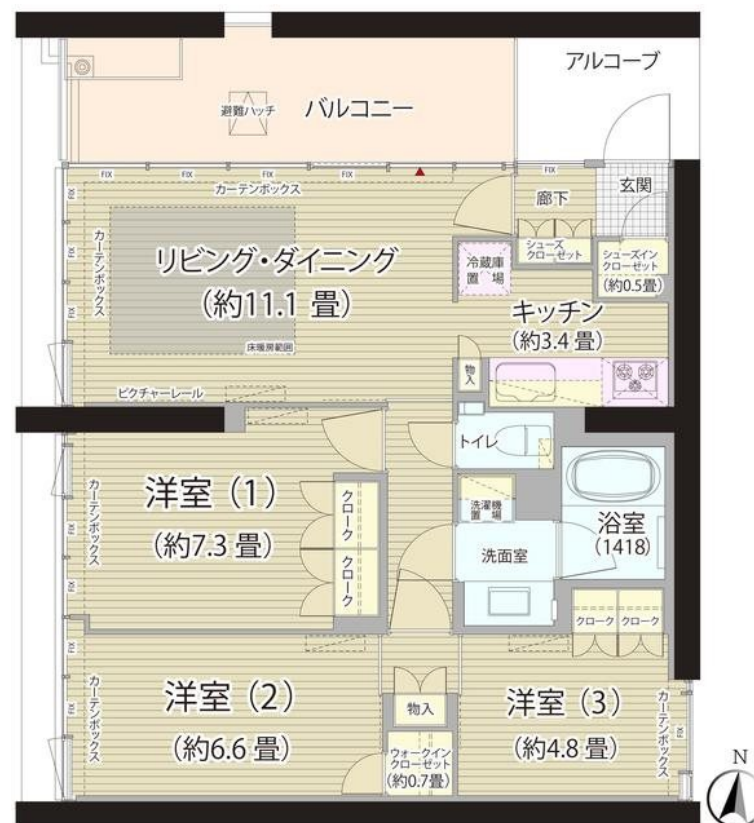 アルコーブ
バルコニー
避難ハッチ
FIX
FIX
FIX
FIX
FIX
カーテンボックス
FIX
カーテンボックス
FIX
FIX
廊下
玄関
シューズ
クローゼット
シューズイン
クローゼット
(約0.5畳)
リビング・ダイニング
(約11.1 畳)
床暖房範囲
冷蔵庫
置場
キッチン
(約3.4 畳)
物入
ピクチャーレール
トイレ
洗濯機
置場
洗面室
浴室
(1418)
洋室 (1)
(約7.3 畳)
カーテンボックス
FIX
FIX
クローク
クローク
クローク
クローク
洋室 (2)
(約6.6 畳)
FIX
カーテンボックス
FIX
物入
ウォークイン
クローゼット
(約0.7畳)
洋室 (3)
(約4.8 畳)
カーテンボックス
FIX
N